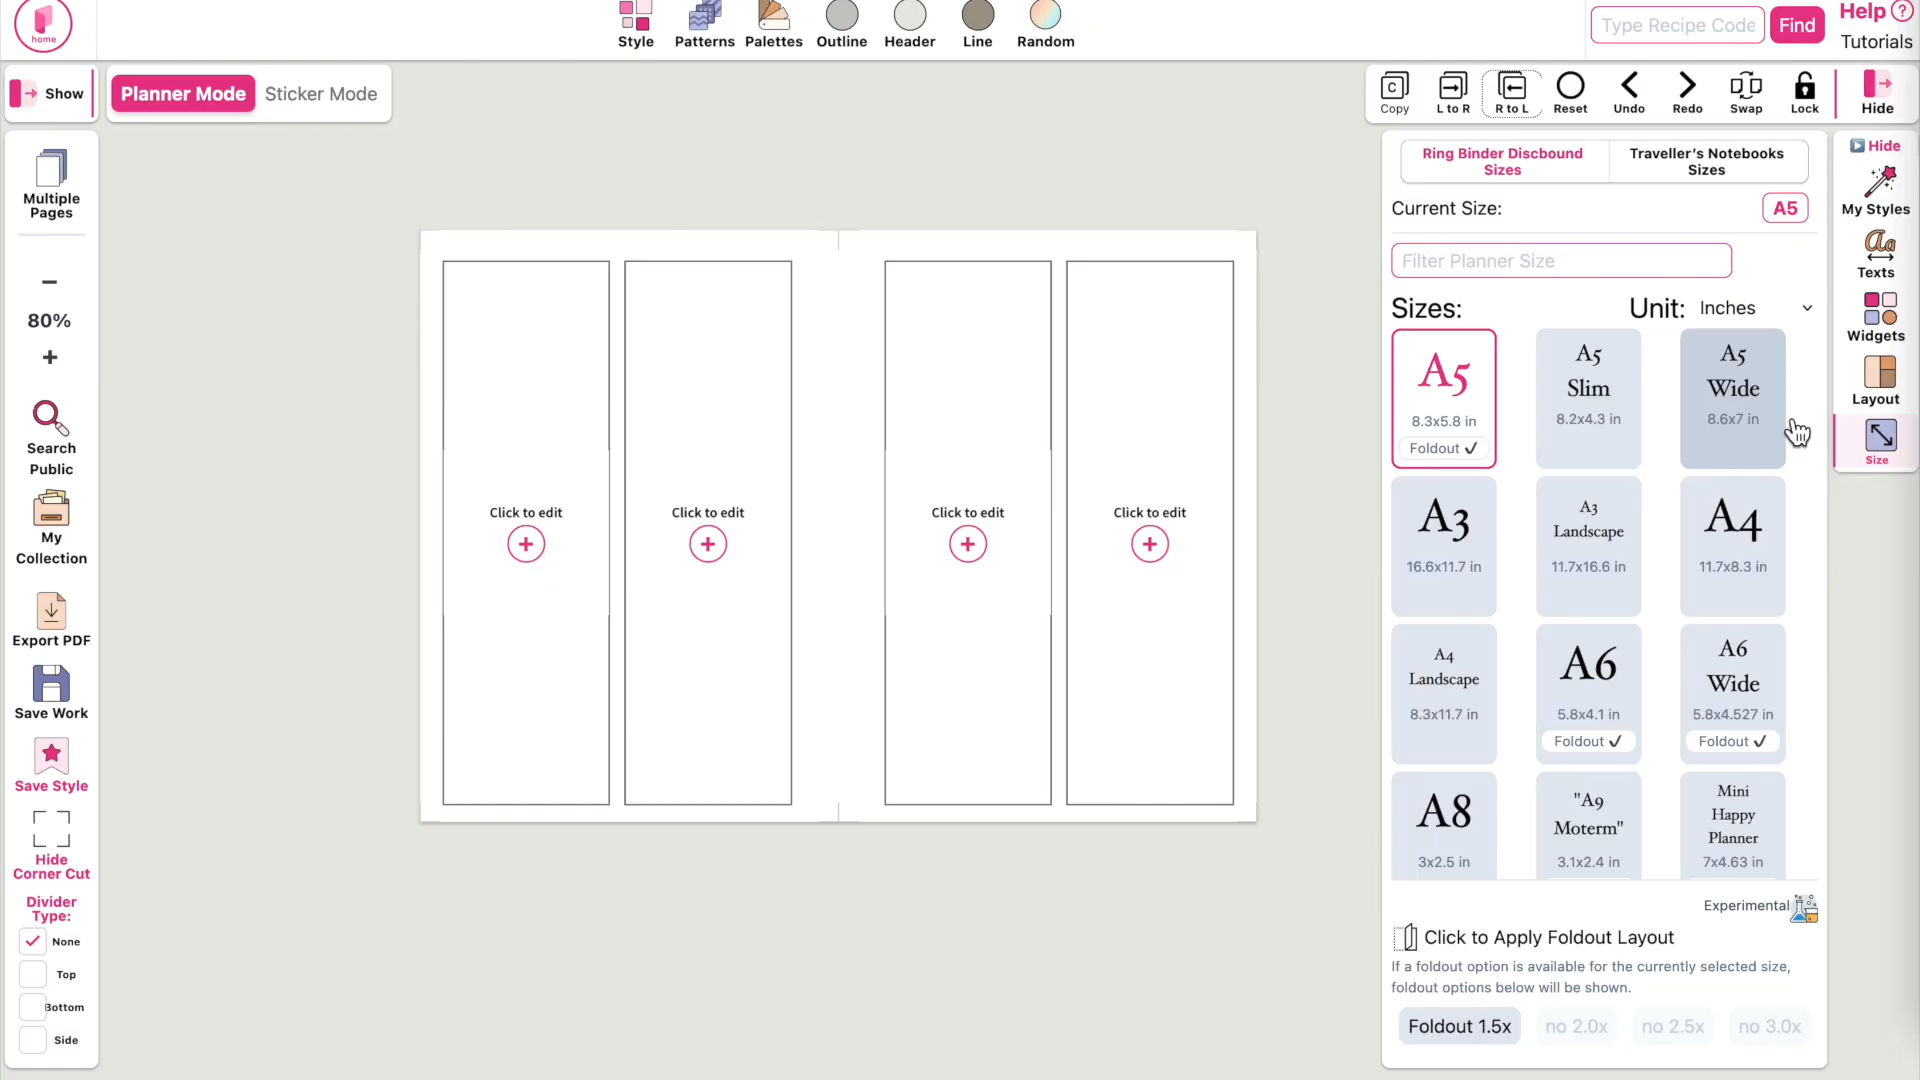 home
Style
Patterns
Palettes
Outline
Header
Line
Random
Type Recipe Code
Find
Help ?
Tutorials
Show
Planner Mode
Sticker Mode
C
Copy
L to R
R to L
Reset
Undo
Redo
Swap
Lock
Hide
Multiple
Pages
80%
Search
Public
My
Collection
Export PDF
Save Work
Save Style
Hide
Corner Cut
Divider
Type:
None
Top
Bottom
Side
Click to edit
Click to edit
Click to edit
Click to edit
Ring Binder Discbound
Sizes
Traveller's Notebooks
Sizes
Current Size:
A5
Filter Planner Size
Sizes:
Unit: Inches
A5
8.3x5.8 in
Foldout ✓
A5
Slim
8.2x4.3 in
A5
Wide
8.6x7 in
A3
16.6x11.7 in
A3
Landscape
11.7x16.6 in
A4
11.7x8.3 in
A4
Landscape
8.3x11.7 in
A6
5.8x4.1 in
Foldout ✓
A6
Wide
5.8x4.527 in
Foldout ✓
A8
3x2.5 in
"A9
Moterm"
3.1x2.4 in
Mini
Happy
Planner
7x4.63 in
Experimental
Click to Apply Foldout Layout
If a foldout option is available for the currently selected size,
foldout options below will be shown.
Foldout 1.5x
no 2.0x
no 2.5x
no 3.0x
Hide
My Styles
Aa
Texts
Widgets
Layout
Size